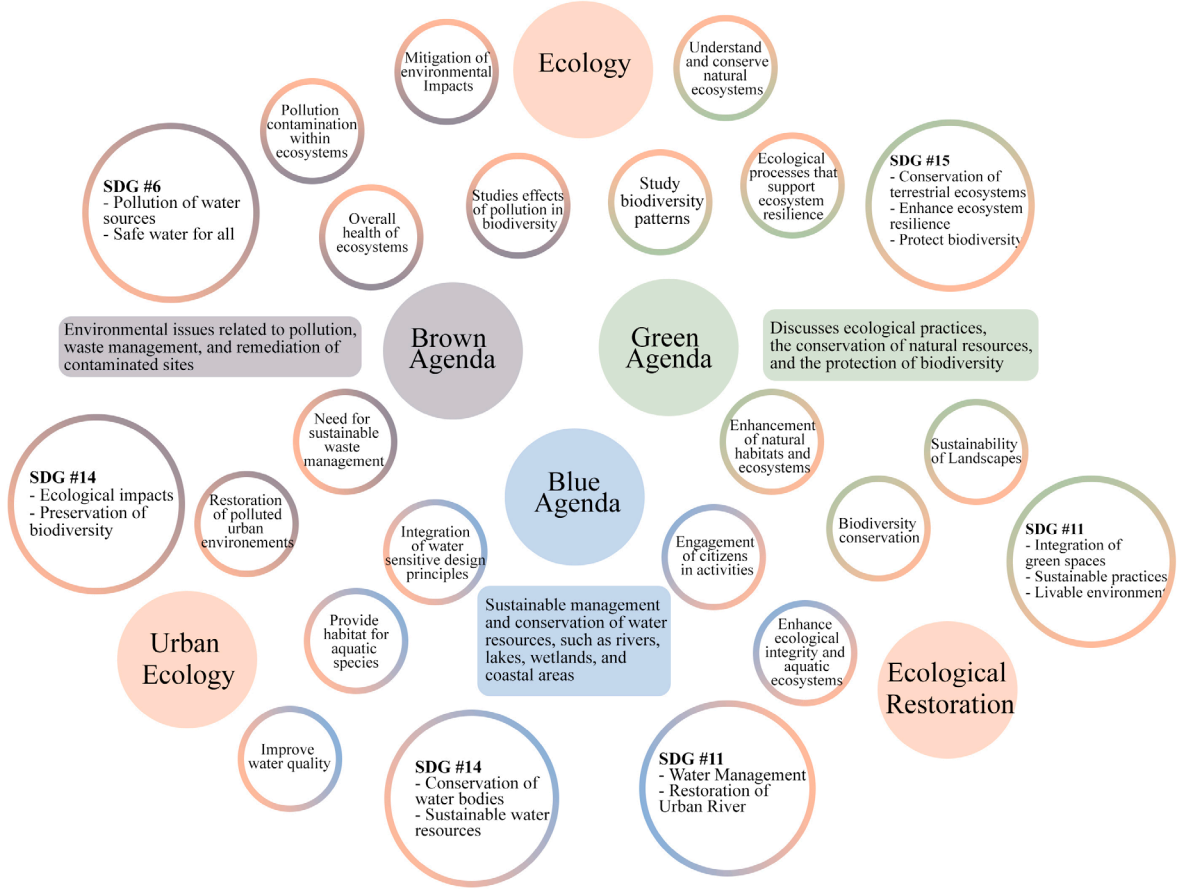 Ecology
Mitigation of
environmental
Impacts
Understand
and conserve
natural
ecosystems
Pollution
contamination
within
ecosystems
SDG #6
- Pollution of water
sources
- Safe water for all
Overall
health of
ecosystems
Studies effects
of pollution in
biodiversity
Study
biodiversity
patterns
Ecological
processes that
support
ecosystem
resilience
SDG #15
- Conservation of
terrestrial ecosystems
- Enhance ecosystem
resilience
- Protect biodiversity
Environmental issues related to pollution,
waste management, and remediation of
contaminated sites
Brown
Agenda
Green
Agenda
Discusses ecological practices,
the conservation of natural resources,
and the protection of biodiversity
Need for
sustainable
waste
management
Enhancement
of natural
habitats and
ecosystems
Sustainability
of Landscapes
SDG #14
- Ecological impacts
- Preservation of
biodiversity
Restoration
of polluted
urban
environements
Blue
Agenda
Integration
of water
sensitive design
principles
Engagement
of citizens
in activities
Biodiversity
conservation
SDG #11
- Integration of
green spaces
- Sustainable practices
- Livable environment
Urban
Ecology
Provide
habitat for
aquatic
species
Sustainable management
and conservation of water
resources, such as rivers,
lakes, wetlands, and
coastal areas
Enhance
ecological
integrity and
aquatic
ecosystems
Ecological
Restoration
Improve
water quality
SDG #14
- Conservation of
water bodies
- Sustainable water
resources
SDG #11
- Water Management
- Restoration of
Urban River